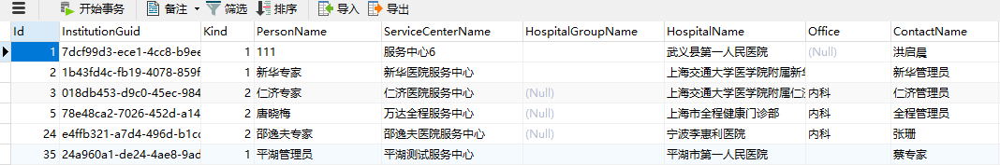 开始事务 备注 筛选 排序 导入 导出
Id InstitutionGuid Kind PersonName ServiceCenterName HospitalGroupName HospitalName Office ContactName
1 7dcf99d3-ece1-4cc8-b9ee 1 111 服务中心6 武义县第一人民医院 (Null) 洪启晨
2 1b43fd4c-fb19-4078-859f 1 新华专家 新华医院服务中心 上海交通大学医学院附属新华 新华管理员
3 018db453-d9c0-45ec-984 2 仁济专家 仁济医院服务中心 (Null) 上海交通大学医学院附属仁济 内科 仁济管理员
5 78e48ca2-7026-452d-a14 2 唐晓梅 万达全程服务中心 (Null) 上海市全程健康门诊部 内科 全程管理员
24 e4ffb321-a7d4-496d-b1cc 2 邵逸夫专家 邵逸夫医院服务中心 (Null) 宁波李惠利医院 内科 张珊
35 24a960a1-de24-4ae8-9ad 1 平湖管理员 平湖测试服务中心 平湖市第一人民医院 蔡专家